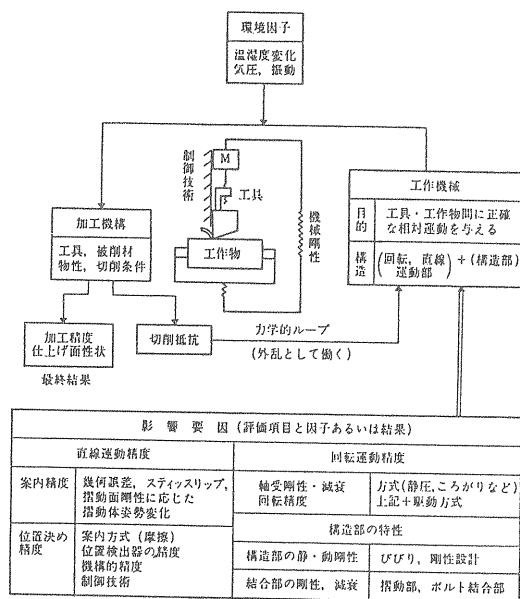 環境因子
温湿度変化
気圧，振動
制御技術
M
工具
工作物
機械剛性
加工機構
工具，被削材
物性，切削条件
工作機械
目的
工具・工作物間に正確
な相対運動を与える
構造
(回転，直線運動部)＋(構造部)
加工精度
仕上げ面性状
最終結果
切削抵抗
力学的ループ
(外乱として働く)
影響要因(評価項目と因子あるいは結果)
直線運動精度
案内精度
幾何誤差，スティッスリップ，
摺動面剛性に応じた
摺動体姿勢変化
位置決め
精度
案内方式（摩擦）
位置検出器の精度
機構的精度
制御技術
回転運動精度
軸受剛性・減衰
回転精度
方式(静圧，ころがりなど)
上記＋駆動方式
構造部の特性
構造部の静・動剛性
びびり，剛性設計
結合部の剛性，減衰
摺動部，ボルト結合部